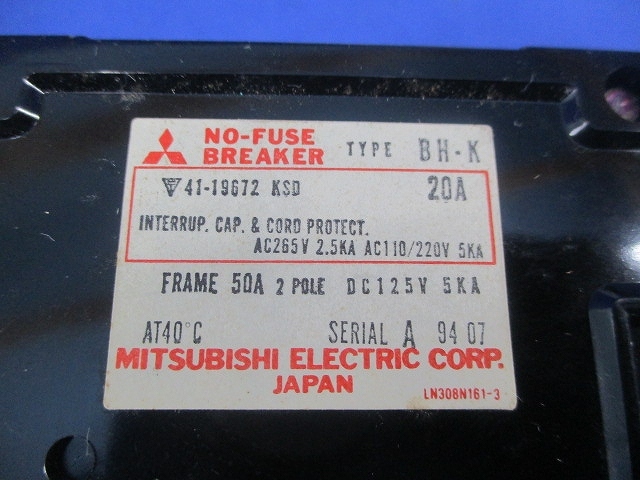 NO-FUSE
BREAKER TYPE BH-K
41-19672 KSD 20A
INTERRUP. CAP. & CORD PROTECT.
AC265V 2.5KA AC110/220V 5KA
FRAME 50A 2 POLE DC125V 5KA
AT40°C SERIAL A 94 07
MITSUBISHI ELECTRIC CORP.
JAPAN
LN308N161-3